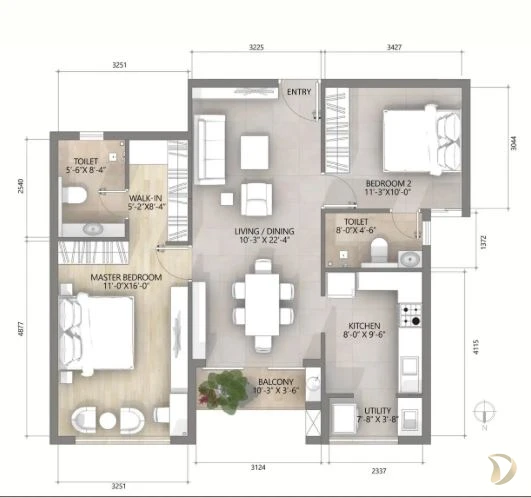 3225
3427
3251
ENTRY
3044
TOILET
5'-6"X 8'-4"
BEDROOM 2
11'-3"X10'-0"
2540
WALK-IN
5'-2"X8'-4"
TOILET
8'-0"X 4'-6"
LIVING / DINING
10'-3" X 22'-4"
1372
MASTER BEDROOM
11'-0"X16'-0"
KITCHEN
8'-0" X 9'-6"
4877
4115
BALCONY
10'-3" X 3'-6"
UTILITY
7'-8" X 3'-8"
N
3124
2337
3251